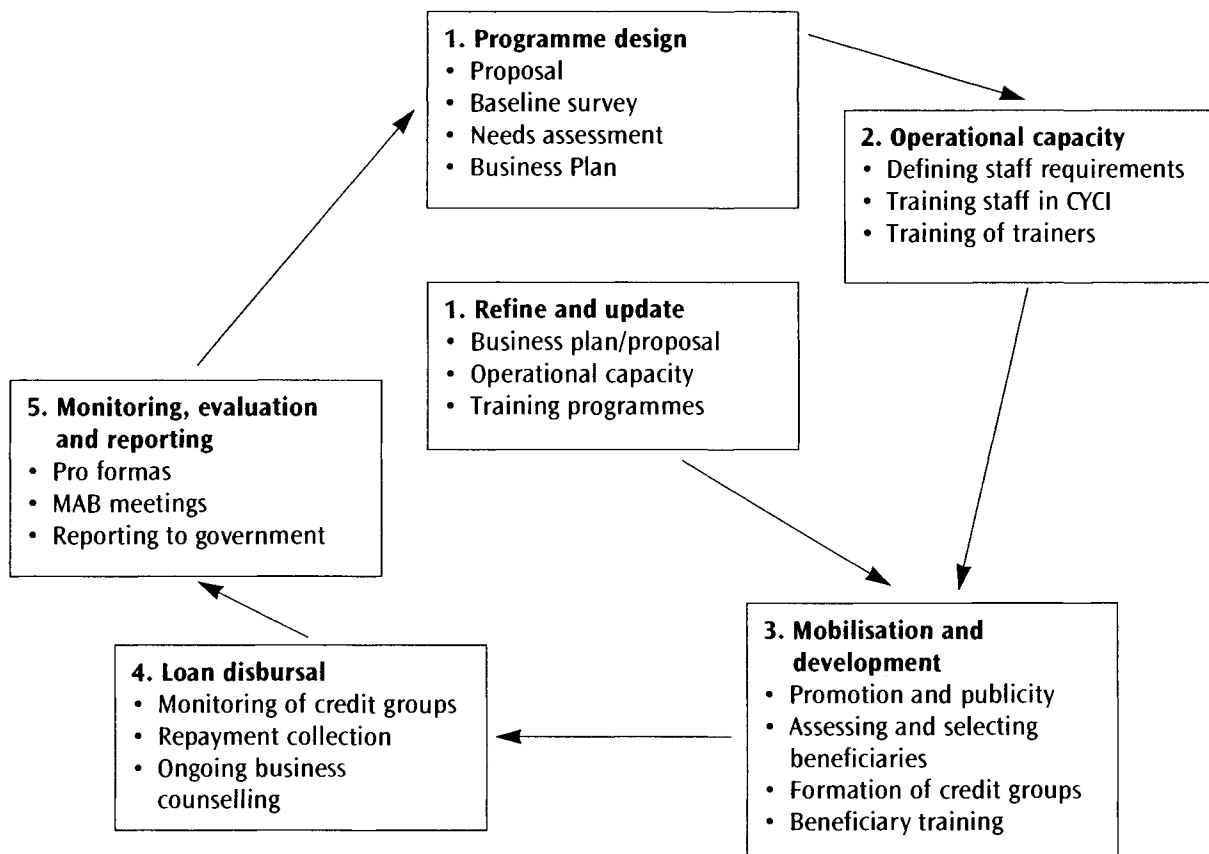 1. Programme design
• Proposal
• Baseline survey
• Needs assessment
• Business Plan
2. Operational capacity
• Defining staff requirements
• Training staff in CYCI
• Training of trainers
1. Refine and update
• Business plan/proposal
• Operational capacity
• Training programmes
5. Monitoring, evaluation
and reporting
• Pro formas
• MAB meetings
• Reporting to government
3. Mobilisation and
development
• Promotion and publicity
• Assessing and selecting
beneficiaries
• Formation of credit groups
• Beneficiary training
4. Loan disbursal
• Monitoring of credit groups
• Repayment collection
• Ongoing business
counselling